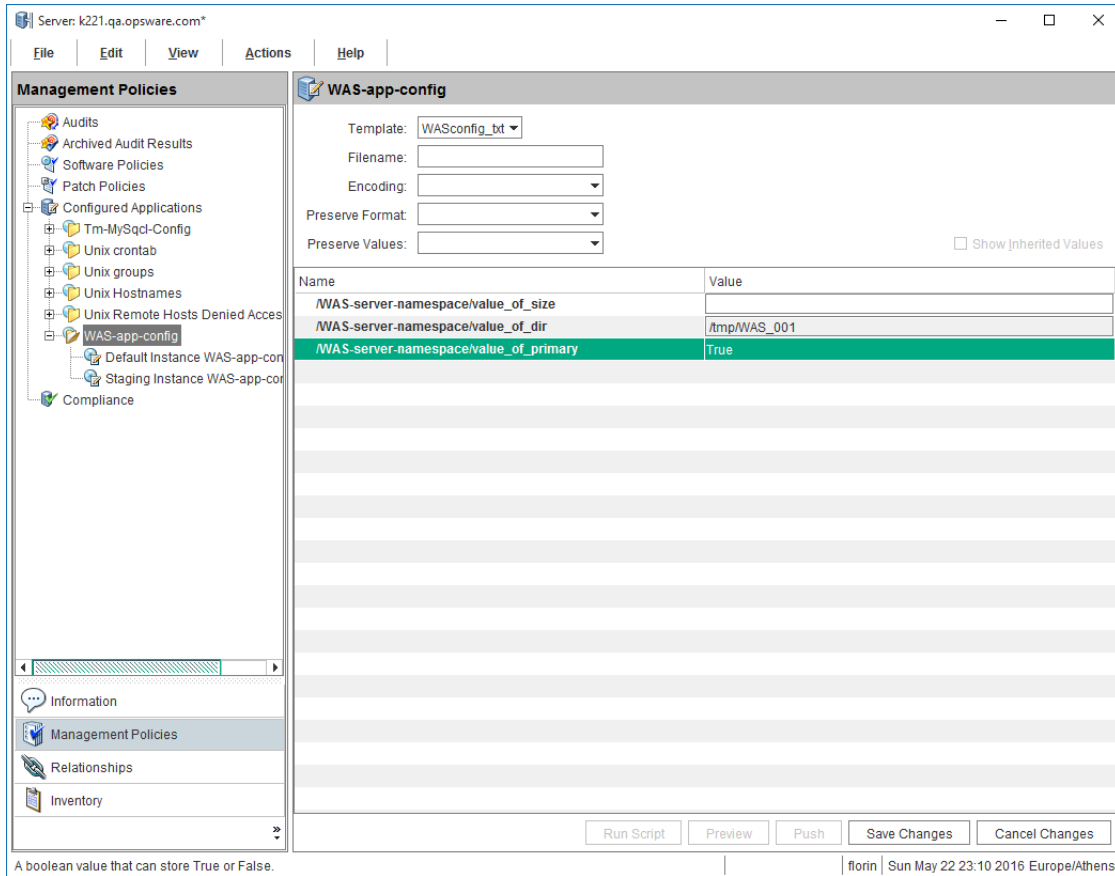 Server: k221.qa.opsware.com*
File Edit View Actions Help
Management Policies
Audits
Archived Audit Results
Software Policies
Patch Policies
Configured Applications
Tm-MySqcl-Config
Unix crontab
Unix groups
Unix Hostnames
Unix Remote Hosts Denied Acces
WAS-app-config
Default Instance WAS-app-con
Staging Instance WAS-app-con
Compliance
Information
Management Policies
Relationships
Inventory
WAS-app-config
Template: WASconfig_txt
Filename:
Encoding:
Preserve Format:
Preserve Values:
Show Inherited Values
Name Value
/WAS-server-namespace/value_of_size
/WAS-server-namespace/value_of_dir /tmp/WAS_001
/WAS-server-namespace/value_of_primary True
Run Script Preview Push Save Changes Cancel Changes
A boolean value that can store True or False.
florin Sun May 22 23:10 2016 Europe/Athens